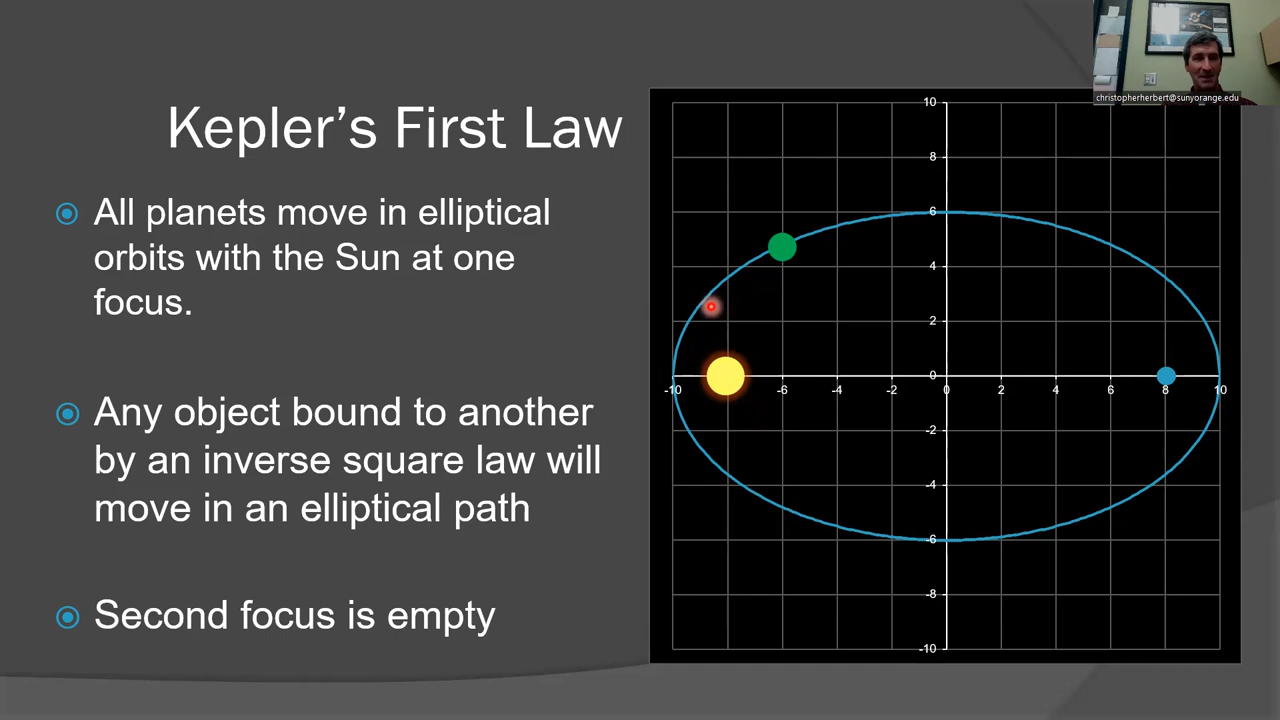 Kepler’s First Law
All planets move in elliptical
orbits with the Sun at one
focus.
Any object bound to another
by an inverse square law will
move in an elliptical path
Second focus is empty
christopherherbert@sunyorange.edu
10
8
6
4
2
0
-10 -6 -4 -2 0 2 4 6 8 10
-2
-4
-6
-8
-10